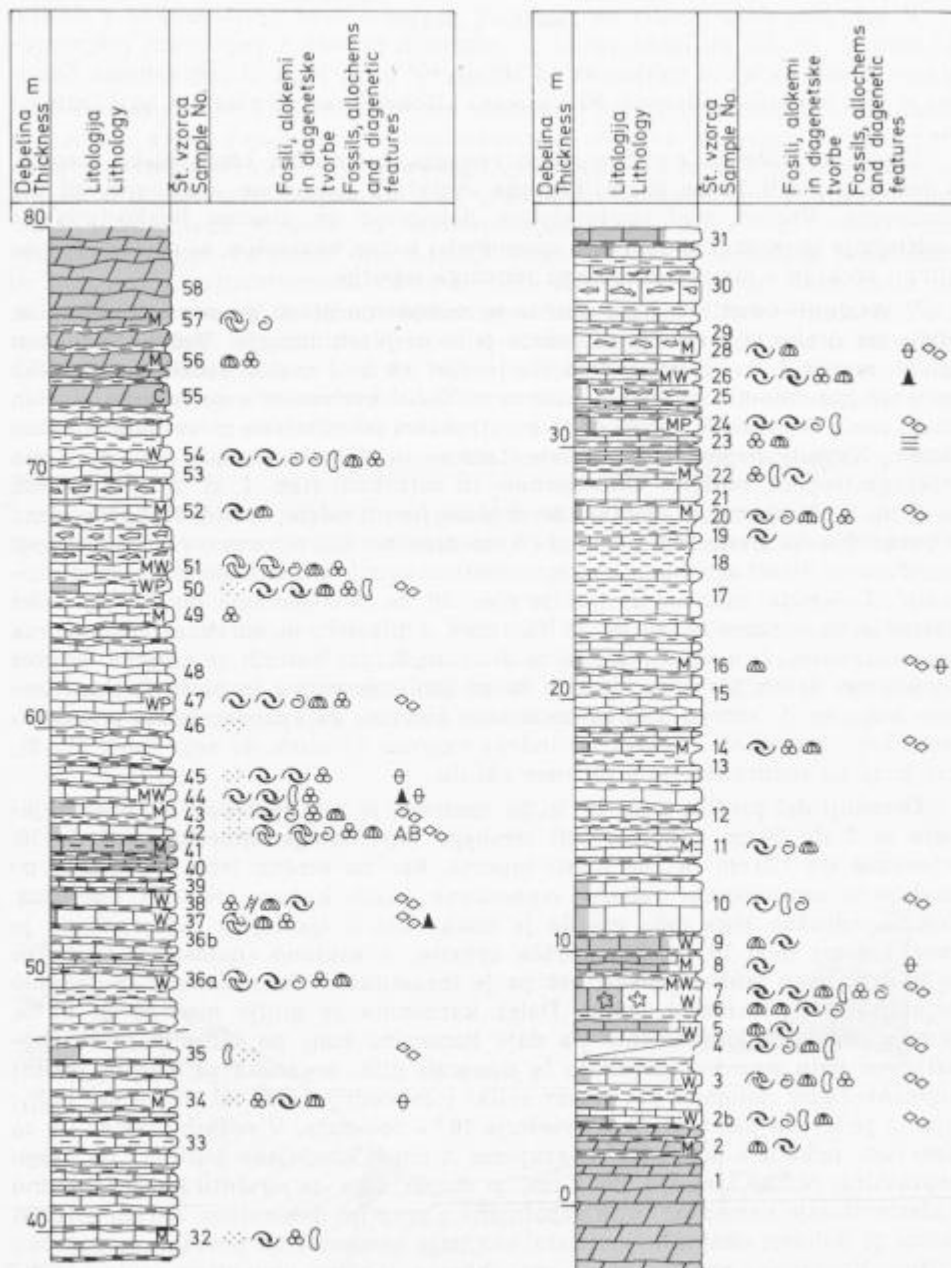 Debelina
Thickness m
Litologija
Lithology
Št. vzorca
Sample No.
Fosili, alokemi
in diagenetske
tvorbe
Fossils, allochems
and diagenetic
features
80
58
M 57
M 56
C 55
W 54
70
53
M 52
MW 51
WP 50
M 49
48
WP 47
60
46
45
MW 44
M 43
42 AB
M 41
40
39
W 38
W 37
36b
50
W 36a
35
M 34
33
40
M 32
Debelina
Thickness m
Litologija
Lithology
Št. vzorca
Sample No.
Fosili, alokemi
in diagenetske
tvorbe
Fossils, allochems
and diagenetic
features
31
30
29
M 28
MW 26
25
MP 24
30
23
M 22
21
M 20
19
18
17
M 16
20
15
M 14
13
12
M 11
10
10
W 9
M 8
MW 7
W 6
W 5
4
W 3
W 2b
M 2
0